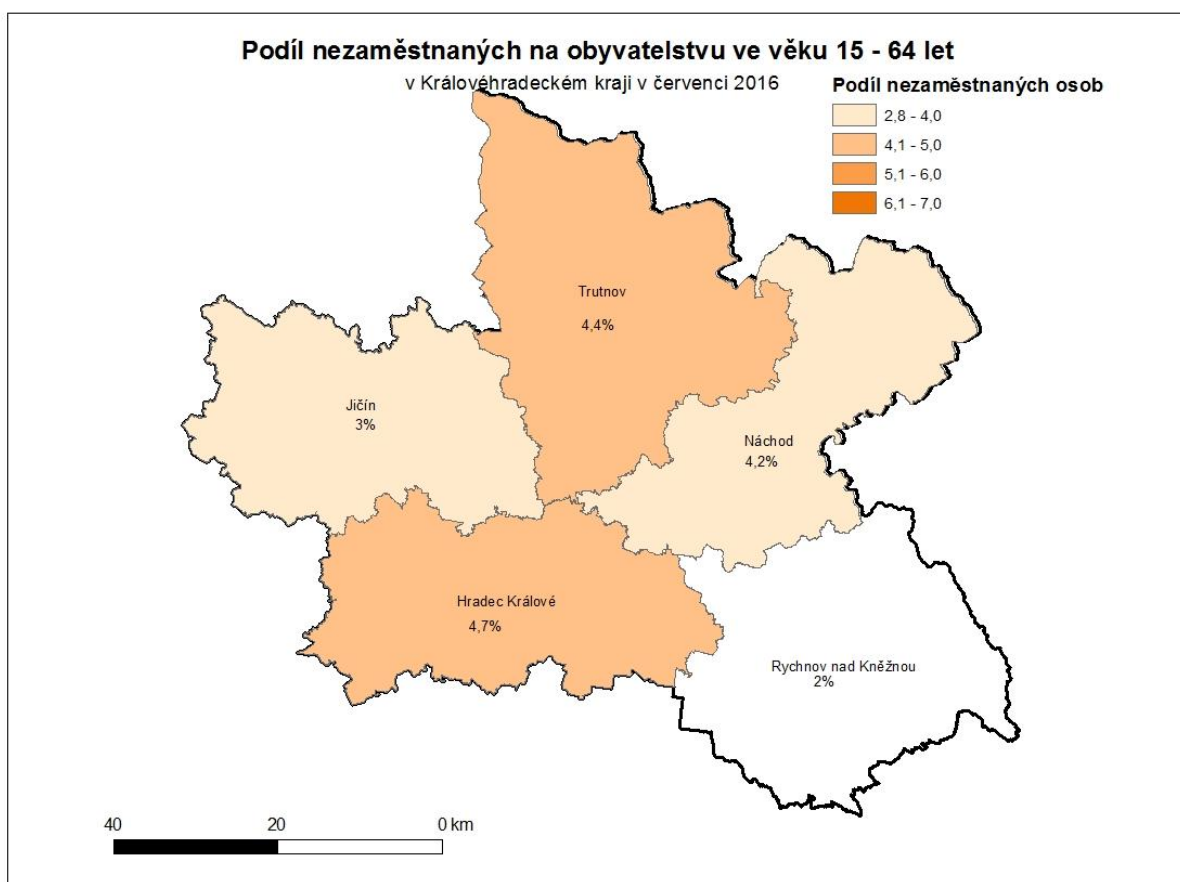 Podíl nezaměstnaných na obyvatelstvu ve věku 15 - 64 let
v Královéhradeckém kraji v červenci 2016
Podíl nezaměstnaných osob
2,8 - 4,0
4,1 - 5,0
5,1 - 6,0
6,1 - 7,0
Trutnov
4,4%
Jičín
3%
Náchod
4,2%
Hradec Králové
4,7%
Rychnov nad Kněžnou
2%
40 20 0 km